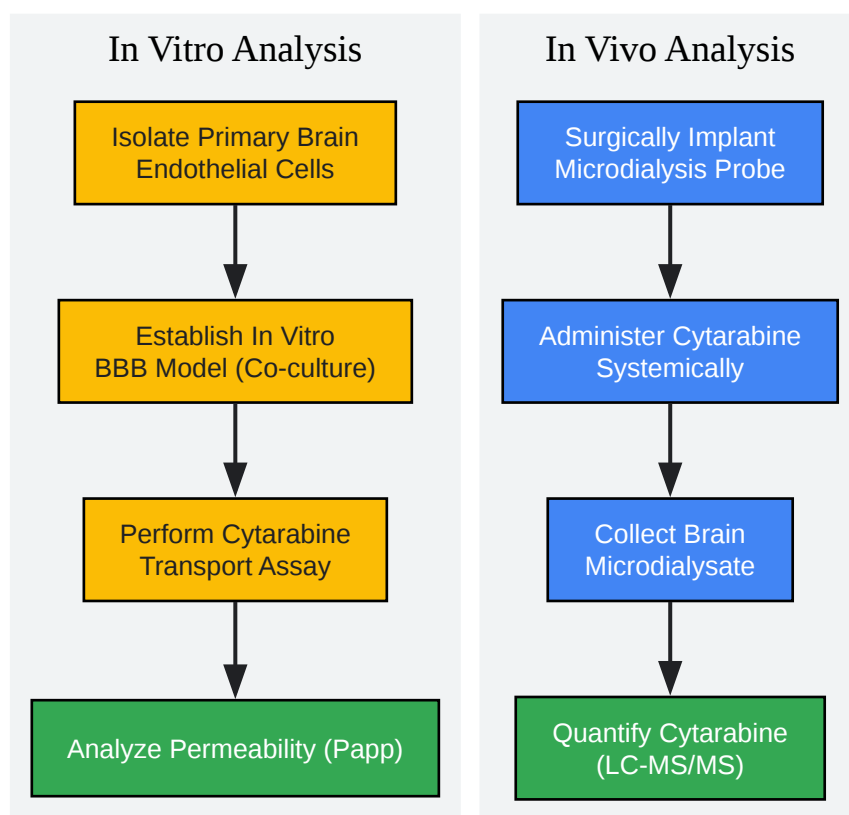 In Vitro Analysis
Isolate Primary Brain
Endothelial Cells
Establish In Vitro
BBB Model (Co-culture)
Perform Cytarabine
Transport Assay
Analyze Permeability (Papp)
In Vivo Analysis
Surgically Implant
Microdialysis Probe
Administer Cytarabine
Systemically
Collect Brain
Microdialysate
Quantify Cytarabine
(LC-MS/MS)